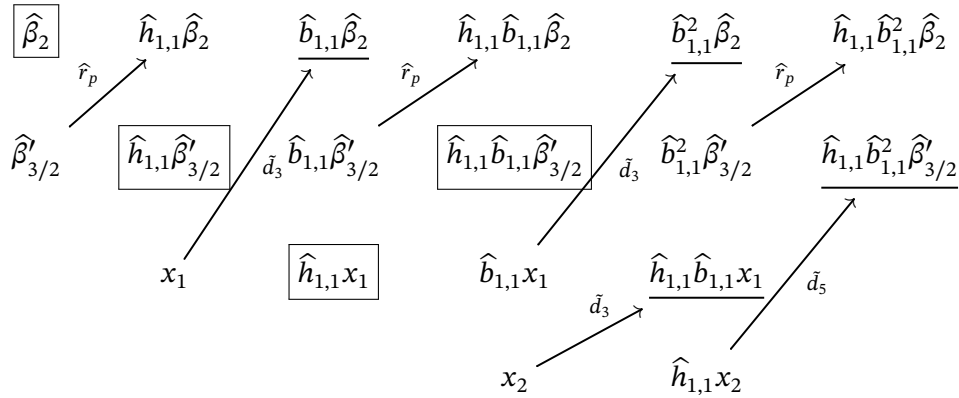 β̂₂ ĥ₁,₁β̂₂ b̂₁,₁β̂₂ ĥ₁,₁b̂₁,₁β̂₂ b̂²₁,₁β̂₂ ĥ₁,₁b̂²₁,₁β̂₂
r̂ₚ r̂ₚ r̂ₚ
β̂′₃/₂ ĥ₁,₁β̂′₃/₂ d̃₃ b̂₁,₁β̂′₃/₂ ĥ₁,₁b̂₁,₁β̂′₃/₂ d̃₃ b̂²₁,₁β̂′₃/₂ ĥ₁,₁b̂²₁,₁β̂′₃/₂
x₁ ĥ₁,₁x₁ b̂₁,₁x₁ ĥ₁,₁b̂₁,₁x₁
d̃₃ d̃₅
x₂ ĥ₁,₁x₂